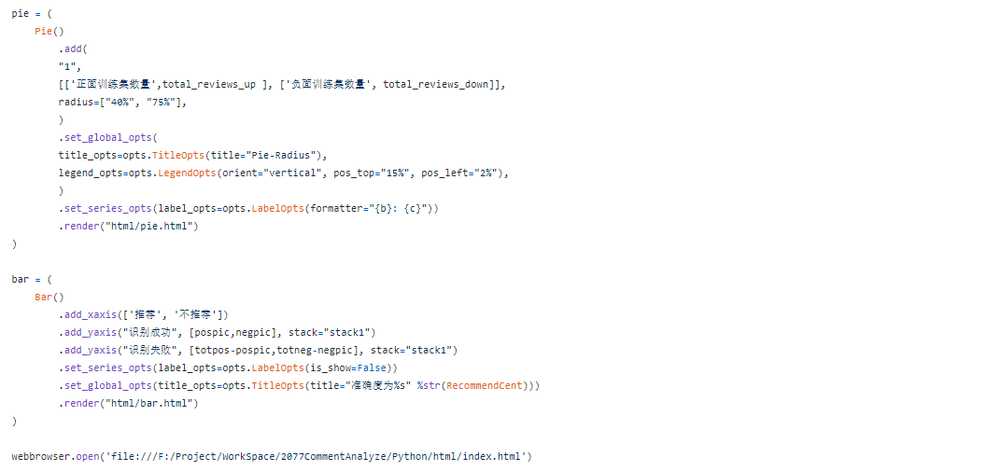 pie = (
    Pie()
        .add(
        "1",
        [['正面训练集数量',total_reviews_up ], ['负面训练集数量', total_reviews_down]],
        radius=["40%", "75%"],
        )
        .set_global_opts(
        title_opts=opts.TitleOpts(title="Pie-Radius"),
        legend_opts=opts.LegendOpts(orient="vertical", pos_top="15%", pos_left="2%"),
        )
        .set_series_opts(label_opts=opts.LabelOpts(formatter="{b}: {c}"))
        .render("html/pie.html")
)

bar = (
    Bar()
        .add_xaxis(['推荐', '不推荐'])
        .add_yaxis("识别成功", [pospic,negpic], stack="stack1")
        .add_yaxis("识别失败", [totpos-pospic,totneg-negpic], stack="stack1")
        .set_series_opts(label_opts=opts.LabelOpts(is_show=False))
        .set_global_opts(title_opts=opts.TitleOpts(title="准确度为%s" %str(RecommendCent)))
        .render("html/bar.html")
)

webbrowser.open('file:///F:/Project/WorkSpace/2077CommentAnalyze/Python/html/index.html')